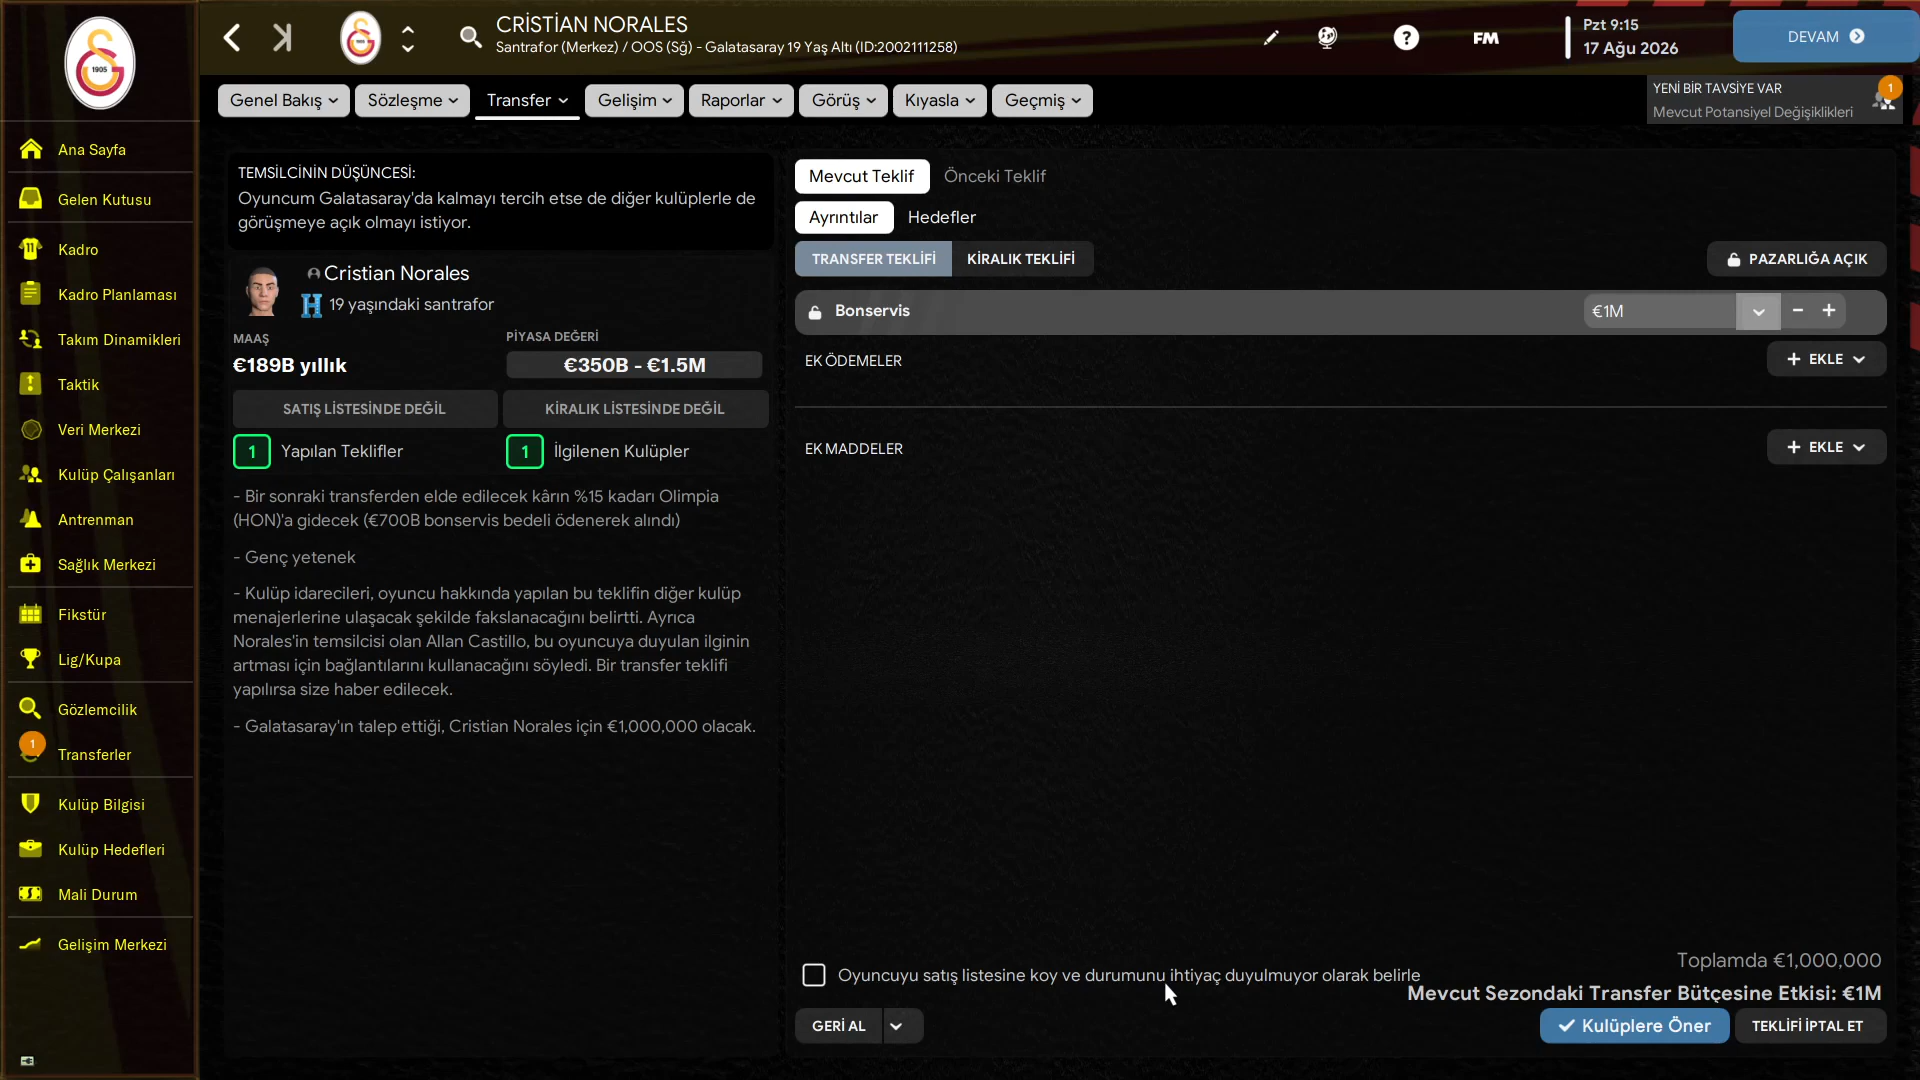 CRİSTİAN NORALES
Santrafor (Merkez) / OOS (Sğ) - Galatasaray 19 Yaş Altı (ID:2002111258)
FM
Pzt 9:15
17 Ağu 2026
DEVAM
1905
Genel Bakış
Sözleşme
Transfer
Gelişim
Raporlar
Görüş
Kıyasla
Geçmiş
YENİ BİR TAVSİYE VAR
Mevcut Potansiyel Değişiklikleri
1
Ana Sayfa
Gelen Kutusu
Kadro
Kadro Planlaması
Takım Dinamikleri
Taktik
Veri Merkezi
Kulüp Çalışanları
Antrenman
Sağlık Merkezi
Fikstür
Lig/Kupa
Gözlemcilik
1
Transferler
Kulüp Bilgisi
Kulüp Hedefleri
Mali Durum
Gelişim Merkezi
TEMSİLCİNİN DÜŞÜNCESİ:
Oyuncum Galatasaray'da kalmayı tercih etse de diğer kulüplerle de
görüşmeye açık olmayı istiyor.
Cristian Norales
19 yaşındaki santrafor
MAAŞ
€189B yıllık
PİYASA DEĞERİ
€350B - €1.5M
SATIŞ LİSTESİNDE DEĞİL
KİRALIK LİSTESİNDE DEĞİL
1 Yapılan Teklifler
1 İlgilenen Kulüpler
- Bir sonraki transferden elde edilecek kârın %15 kadarı Olimpia
(HON)'a gidecek (€700B bonservis bedeli ödenerek alındı)
- Genç yetenek
- Kulüp idarecileri, oyuncu hakkında yapılan bu teklifin diğer kulüp
menajerlerine ulaşacak şekilde fakslanacağını belirtti. Ayrıca
Norales'in temsilcisi olan Allan Castillo, bu oyuncuya duyulan ilginin
artması için bağlantılarını kullanacağını söyledi. Bir transfer teklifi
yapılırsa size haber edilecek.
- Galatasaray'ın talep ettiği, Cristian Norales için €1,000,000 olacak.
Mevcut Teklif
Önceki Teklif
Ayrıntılar
Hedefler
TRANSFER TEKLİFİ
KİRALIK TEKLİFİ
PAZARLIĞA AÇIK
Bonservis
€1M
EK ÖDEMELER
+ EKLE
EK MADDELER
+ EKLE
Oyuncuyu satış listesine koy ve durumunu ihtiyaç duyulmuyor olarak belirle
Toplamda €1,000,000
Mevcut Sezondaki Transfer Bütçesine Etkisi: €1M
GERİ AL
Kulüplere Öner
TEKLİFİ İPTAL ET